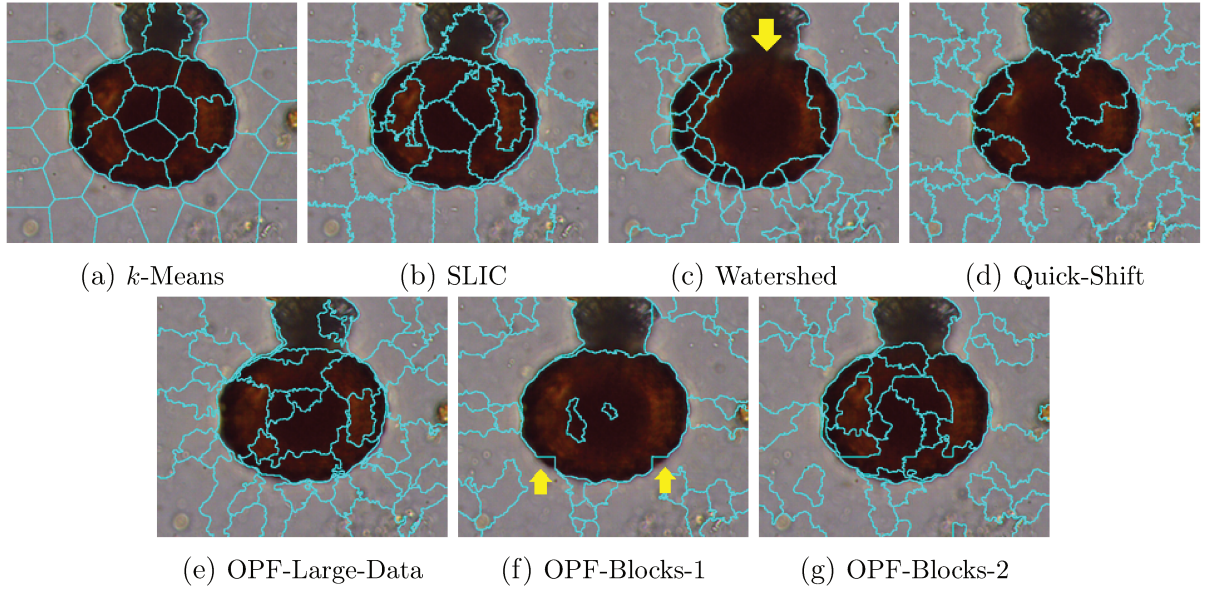 (a) k-Means
(b) SLIC
(c) Watershed
(d) Quick-Shift
(e) OPF-Large-Data
(f) OPF-Blocks-1
(g) OPF-Blocks-2